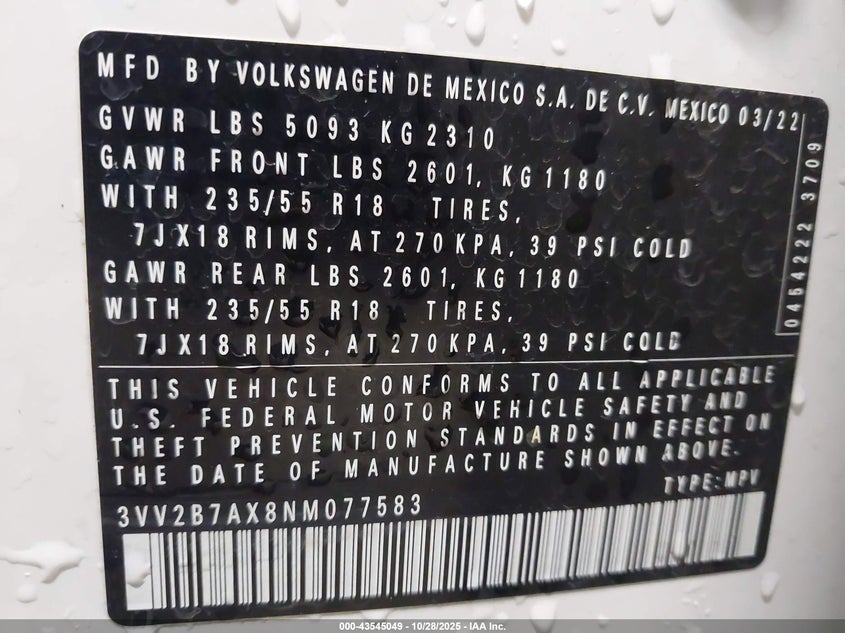 MFD BY VOLKSWAGEN DE MEXICO S.A. DE C.V. MEXICO 03/22
GVWR LBS 5093 KG 2310
GAWR FRONT LBS 2601, KG 1180
WITH 235/55 R18 TIRES,
7JX18 RIMS, AT 270 KPA, 39 PSI COLD
GAWR REAR LBS 2601, KG 1180
WITH 235/55 R18 TIRES,
7JX18 RIMS, AT 270 KPA, 39 PSI COLD
0454222 3709
THIS VEHICLE CONFORMS TO ALL APPLICABLE
U.S. FEDERAL MOTOR VEHICLE SAFETY AND
THEFT PREVENTION STANDARDS IN EFFECT ON
THE DATE OF MANUFACTURE SHOWN ABOVE.
TYPE: MPV
3VV2B7AX8NM077583
000-43545049 - 10/28/2025 - IAA Inc.